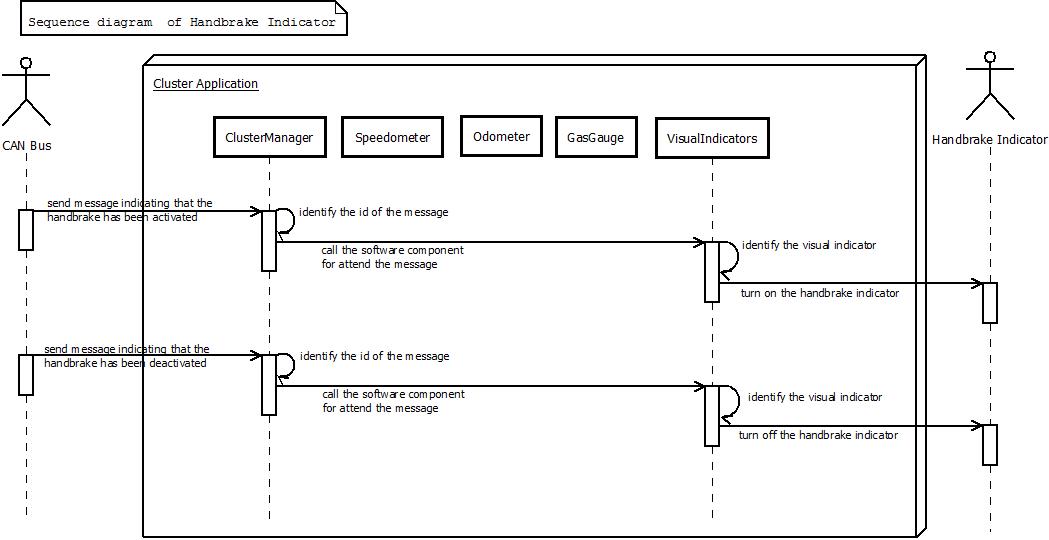 Sequence diagram  of Handbrake Indicator
Cluster Application
CAN Bus
ClusterManager
Speedometer
Odometer
GasGauge
VisualIndicators
Handbrake Indicator
send message indicating that the
handbrake has been activated
identify the id of the message
call the software component
for attend the message
identify the visual indicator
turn on the handbrake indicator
send message indicating that the
handbrake has been deactivated
identify the id of the message
call the software component
for attend the message
identify the visual indicator
turn off the handbrake indicator